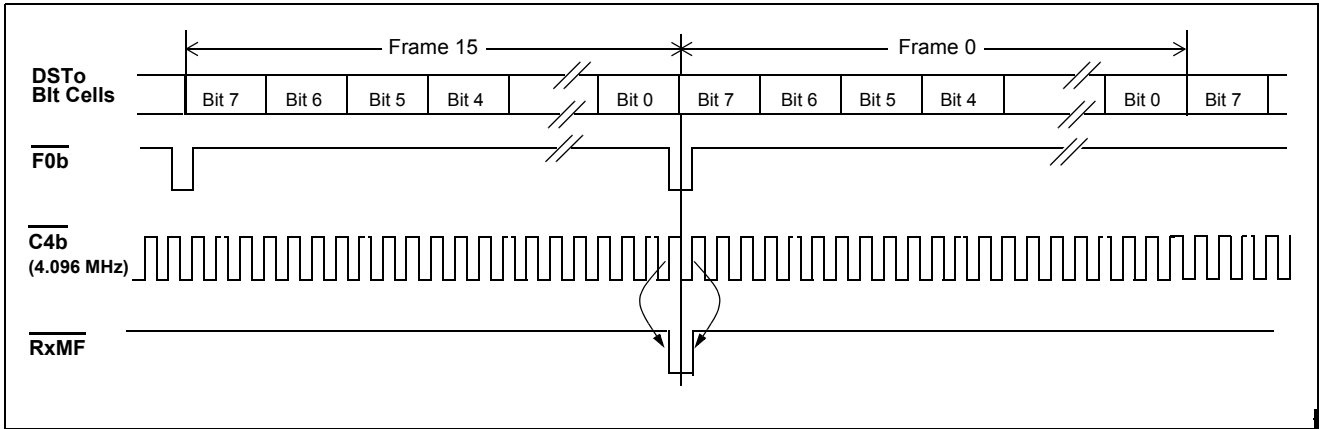 Frame 15 Frame 0
DSTo
BIt Cells
Bit 7 Bit 6 Bit 5 Bit 4 Bit 0 Bit 7 Bit 6 Bit 5 Bit 4 Bit 0 Bit 7
F0b
C4b
(4.096 MHz)
RxMF